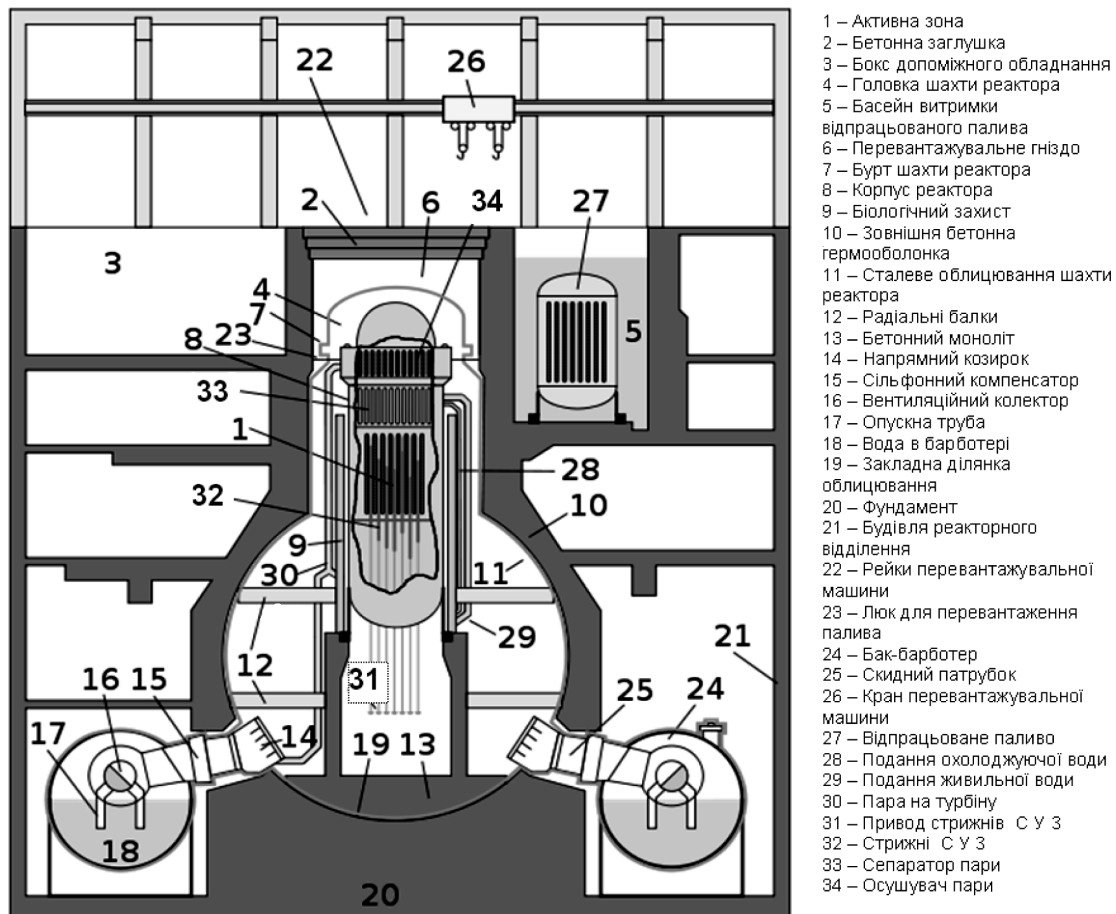 22
26
2
6
34
27
3
4
7
5
23
8
33
1
28
32
10
9
11
30
29
12
31
21
16
15
25
24
17
14
19
13
18
20
1 – Активна зона
2 – Бетонна заглушка
3 – Бокс допоміжного обладнання
4 – Головка шахти реактора
5 – Басейн витримки
відпрацьованого палива
6 – Перевантажувальне гніздо
7 – Бурт шахти реактора
8 – Корпус реактора
9 – Біологічний захист
10 – Зовнішня бетонна
гермооболонка
11 – Сталеве облицювання шахти
реактора
12 – Радіальні балки
13 – Бетонний моноліт
14 – Напрямний козирок
15 – Сільфонний компенсатор
16 – Вентиляційний колектор
17 – Опускна труба
18 – Вода в барботері
19 – Закладна ділянка
облицювання
20 – Фундамент
21 – Будівля реакторного
відділення
22 – Рейки перевантажувальної
машини
23 – Люк для перевантаження
палива
24 – Бак-барботер
25 – Скидний патрубок
26 – Кран перевантажувальної
машини
27 – Відпрацьоване паливо
28 – Подання охолоджуючої води
29 – Подання живильної води
30 – Пара на турбіну
31 – Привод стрижнів С У З
32 – Стрижні С У З
33 – Сепаратор пари
34 – Осушувач пари